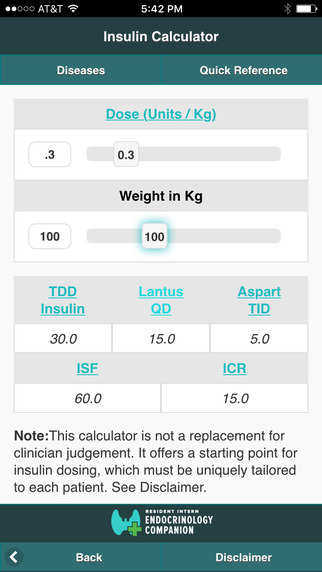 AT&T 5:42 PM
Insulin Calculator
Diseases Quick Reference
Dose (Units / Kg)
.3 0.3
Weight in Kg
100 100
TDD Lantus Aspart
Insulin QD TID
30.0 15.0 5.0
ISF ICR
60.0 15.0
Note:This calculator is not a replacement for
clinician judgement. It offers a starting point for
insulin dosing, which must be uniquely tailored
to each patient. See Disclaimer.
RESIDENT INTERN
ENDOCRINOLOGY
COMPANION
Back Disclaimer